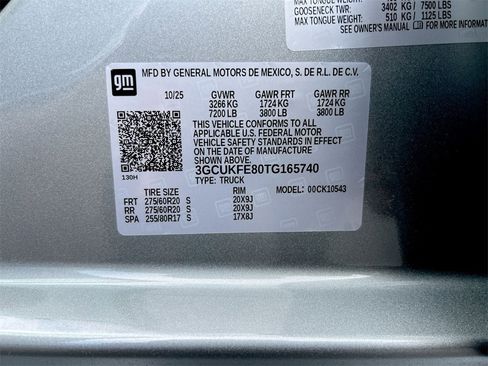 MAX TONGUE WEIGHT:
GOOSENECK TWR: 3402 KG / 7500 LBS
MAX TONGUE WEIGHT: 510 KG / 1125 LBS
SEE OWNER'S MANUAL FOR MORE INFORMATION
gm
MFD BY GENERAL MOTORS DE MEXICO, S. DE R.L. DE C.V.
10/25 GVWR GAWR FRT GAWR RR
3266 KG 1724 KG 1724 KG
7200 LB 3800 LB 3800 LB
THIS VEHICLE CONFORMS TO ALL
APPLICABLE U.S. FEDERAL MOTOR
VEHICLE SAFETY STANDARDS IN EFFECT
ON THE DATE OF MANUFACTURE
SHOWN ABOVE.
3GCUKFE80TG165740
130H TYPE: TRUCK
TIRE SIZE RIM MODEL: 00CK10543
FRT 275/60R20 S 20X9J
RR 275/60R20 S 20X9J
SPA 255/80R17 S 17X8J